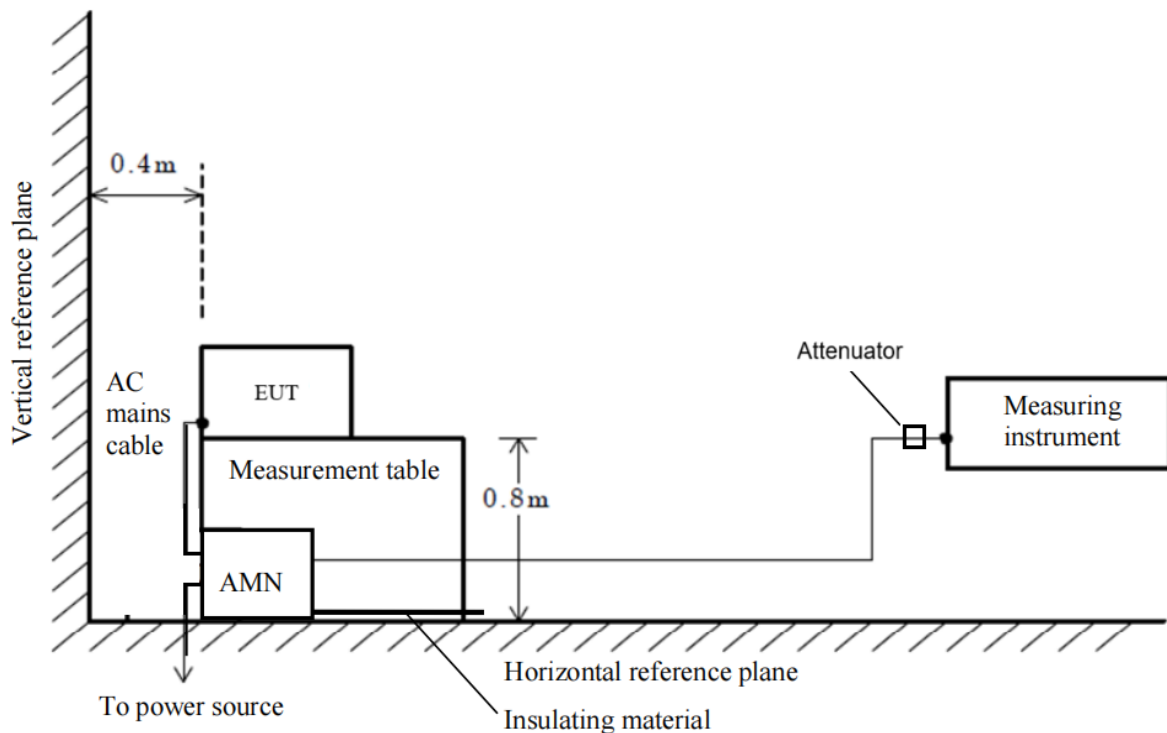 0.4m
Vertical reference plane
AC
mains
cable
EUT
Attenuator
Measuring
instrument
Measurement table
0.8m
AMN
Horizontal reference plane
To power source
Insulating material